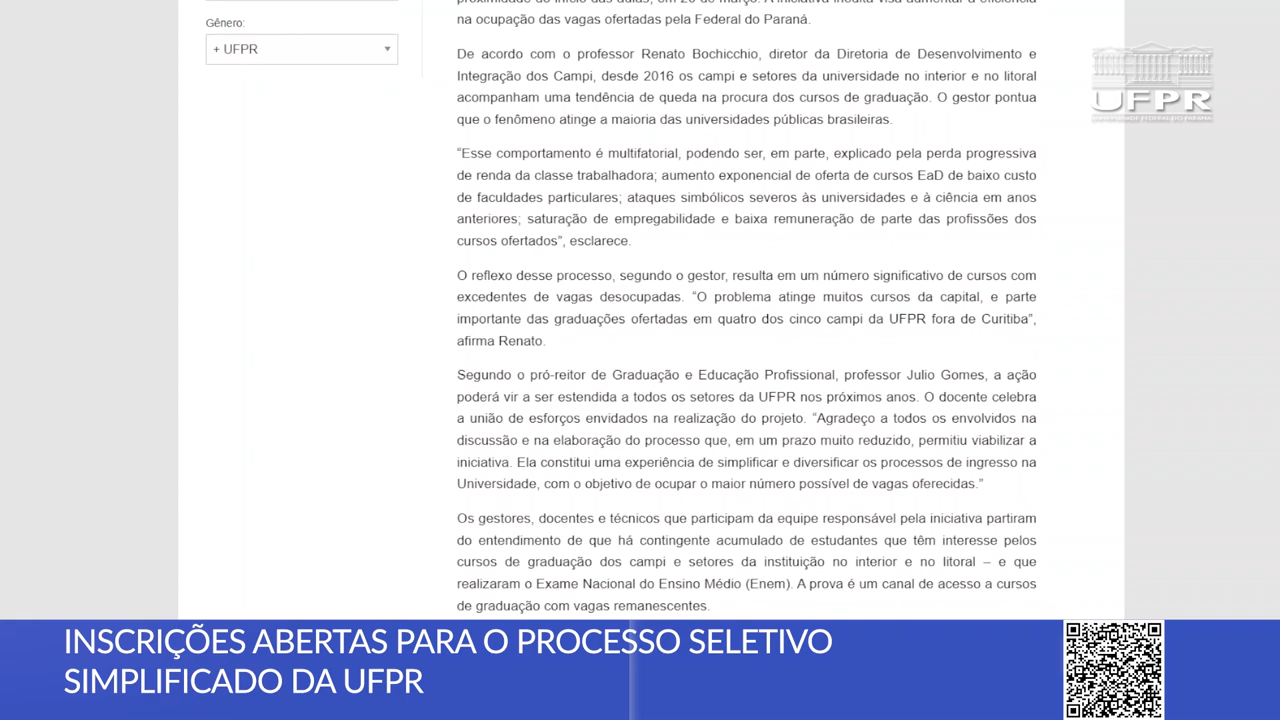 Gênero:
+ UFPR
na ocupação das vagas ofertadas pela Federal do Paraná.
De acordo com o professor Renato Bochicchio, diretor da Diretoria de Desenvolvimento e
Integração dos Campi, desde 2016 os campi e setores da universidade no interior e no litoral
acompanham uma tendência de queda na procura dos cursos de graduação. O gestor pontua
que o fenômeno atinge a maioria das universidades públicas brasileiras.
“Esse comportamento é multifatorial, podendo ser, em parte, explicado pela perda progressiva
de renda da classe trabalhadora; aumento exponencial de oferta de cursos EaD de baixo custo
de faculdades particulares; ataques simbólicos severos às universidades e à ciência em anos
anteriores; saturação de empregabilidade e baixa remuneração de parte das profissões dos
cursos ofertados”, esclarece.
O reflexo desse processo, segundo o gestor, resulta em um número significativo de cursos com
excedentes de vagas desocupadas. “O problema atinge muitos cursos da capital, e parte
importante das graduações ofertadas em quatro dos cinco campi da UFPR fora de Curitiba”,
afirma Renato.
Segundo o pró-reitor de Graduação e Educação Profissional, professor Julio Gomes, a ação
poderá vir a ser estendida a todos os setores da UFPR nos próximos anos. O docente celebra
a união de esforços envidados na realização do projeto. “Agradeço a todos os envolvidos na
discussão e na elaboração do processo que, em um prazo muito reduzido, permitiu viabilizar a
iniciativa. Ela constitui uma experiência de simplificar e diversificar os processos de ingresso na
Universidade, com o objetivo de ocupar o maior número possível de vagas oferecidas.”
Os gestores, docentes e técnicos que participam da equipe responsável pela iniciativa partiram
do entendimento de que há contingente acumulado de estudantes que têm interesse pelos
cursos de graduação dos campi e setores da instituição no interior e no litoral – e que
realizaram o Exame Nacional do Ensino Médio (Enem). A prova é um canal de acesso a cursos
de graduação com vagas remanescentes.
UFPR
UNIVERSIDADE FEDERAL DO PARANÁ
INSCRIÇÕES ABERTAS PARA O PROCESSO SELETIVO
SIMPLIFICADO DA UFPR